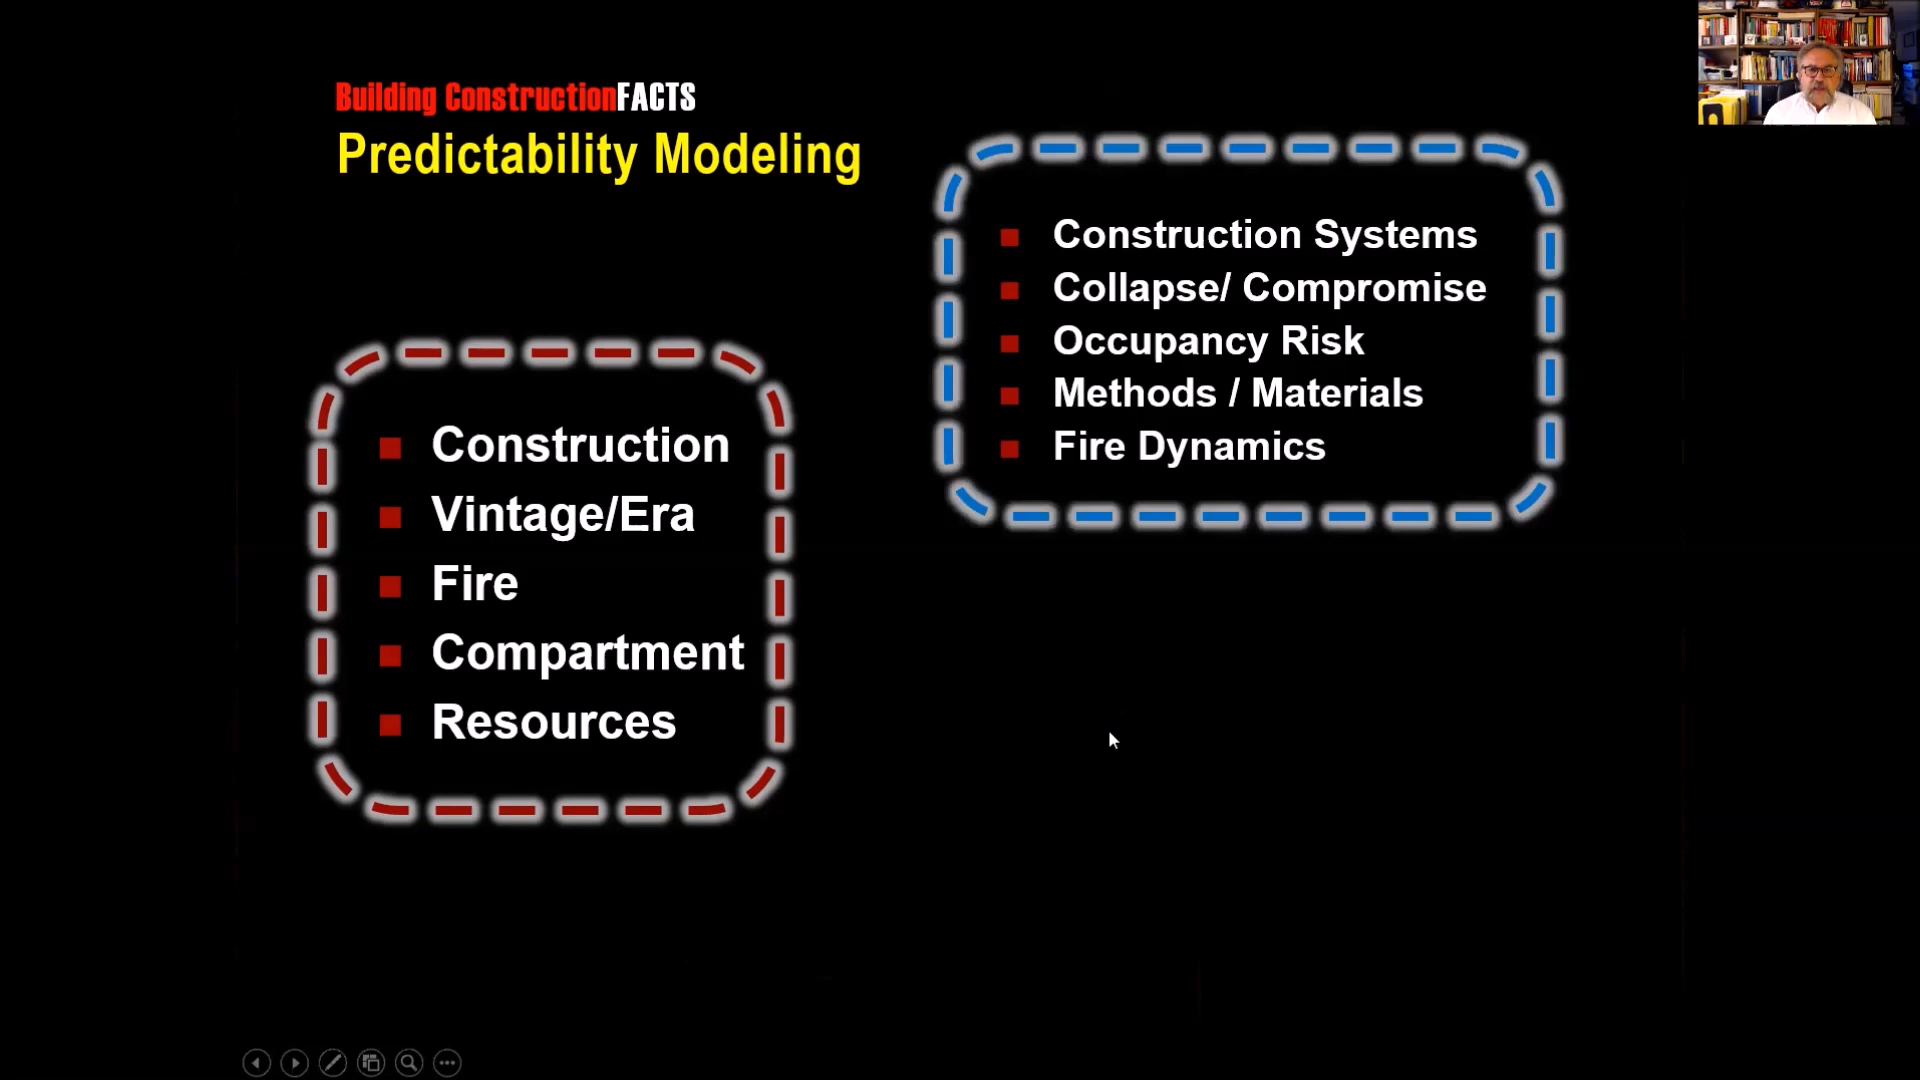 Building ConstructionFACTS
Predictability Modeling
Construction
Vintage/Era
Fire
Compartment
Resources
Construction Systems
Collapse/ Compromise
Occupancy Risk
Methods / Materials
Fire Dynamics